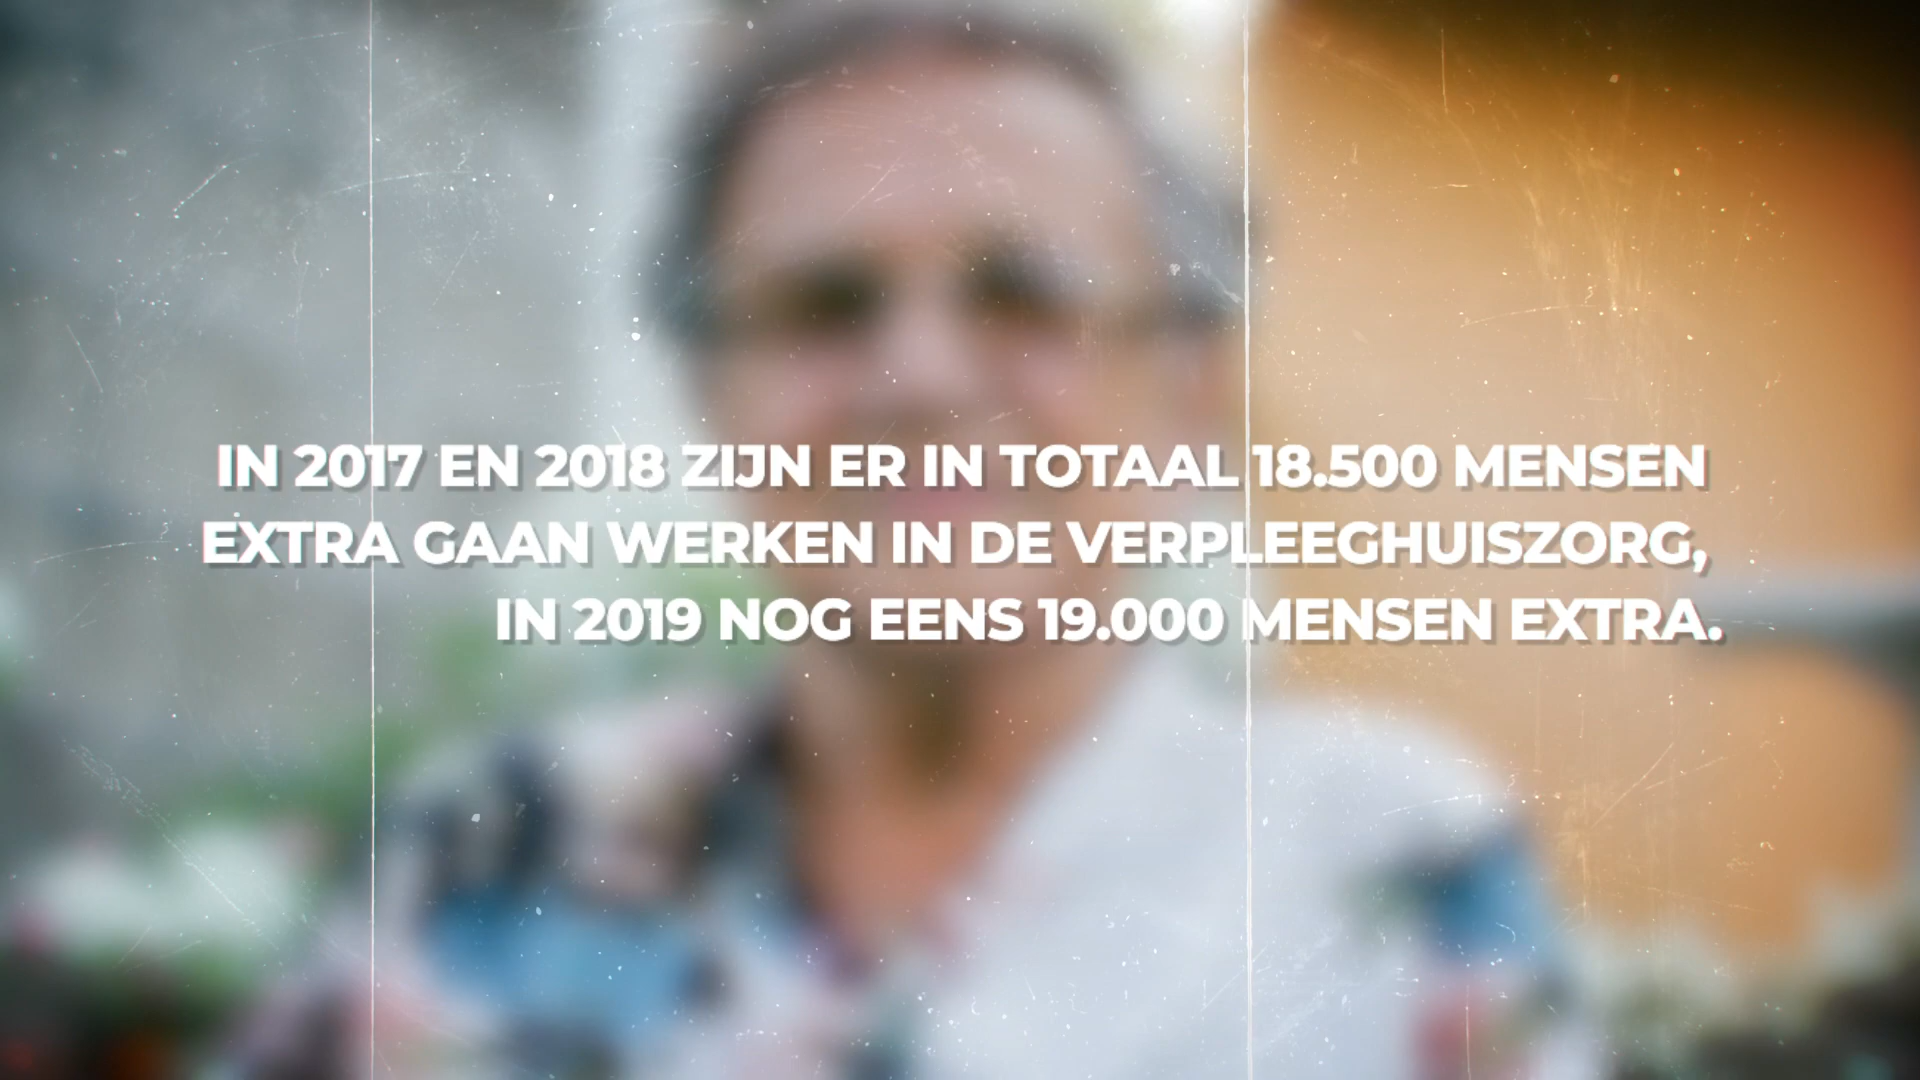 IN 2017 EN 2018 ZIJN ER IN TOTAAL 18.500 MENSEN
EXTRA GAAN WERKEN IN DE VERPLEEGHUISZORG,
IN 2019 NOG EENS 19.000 MENSEN EXTRA.